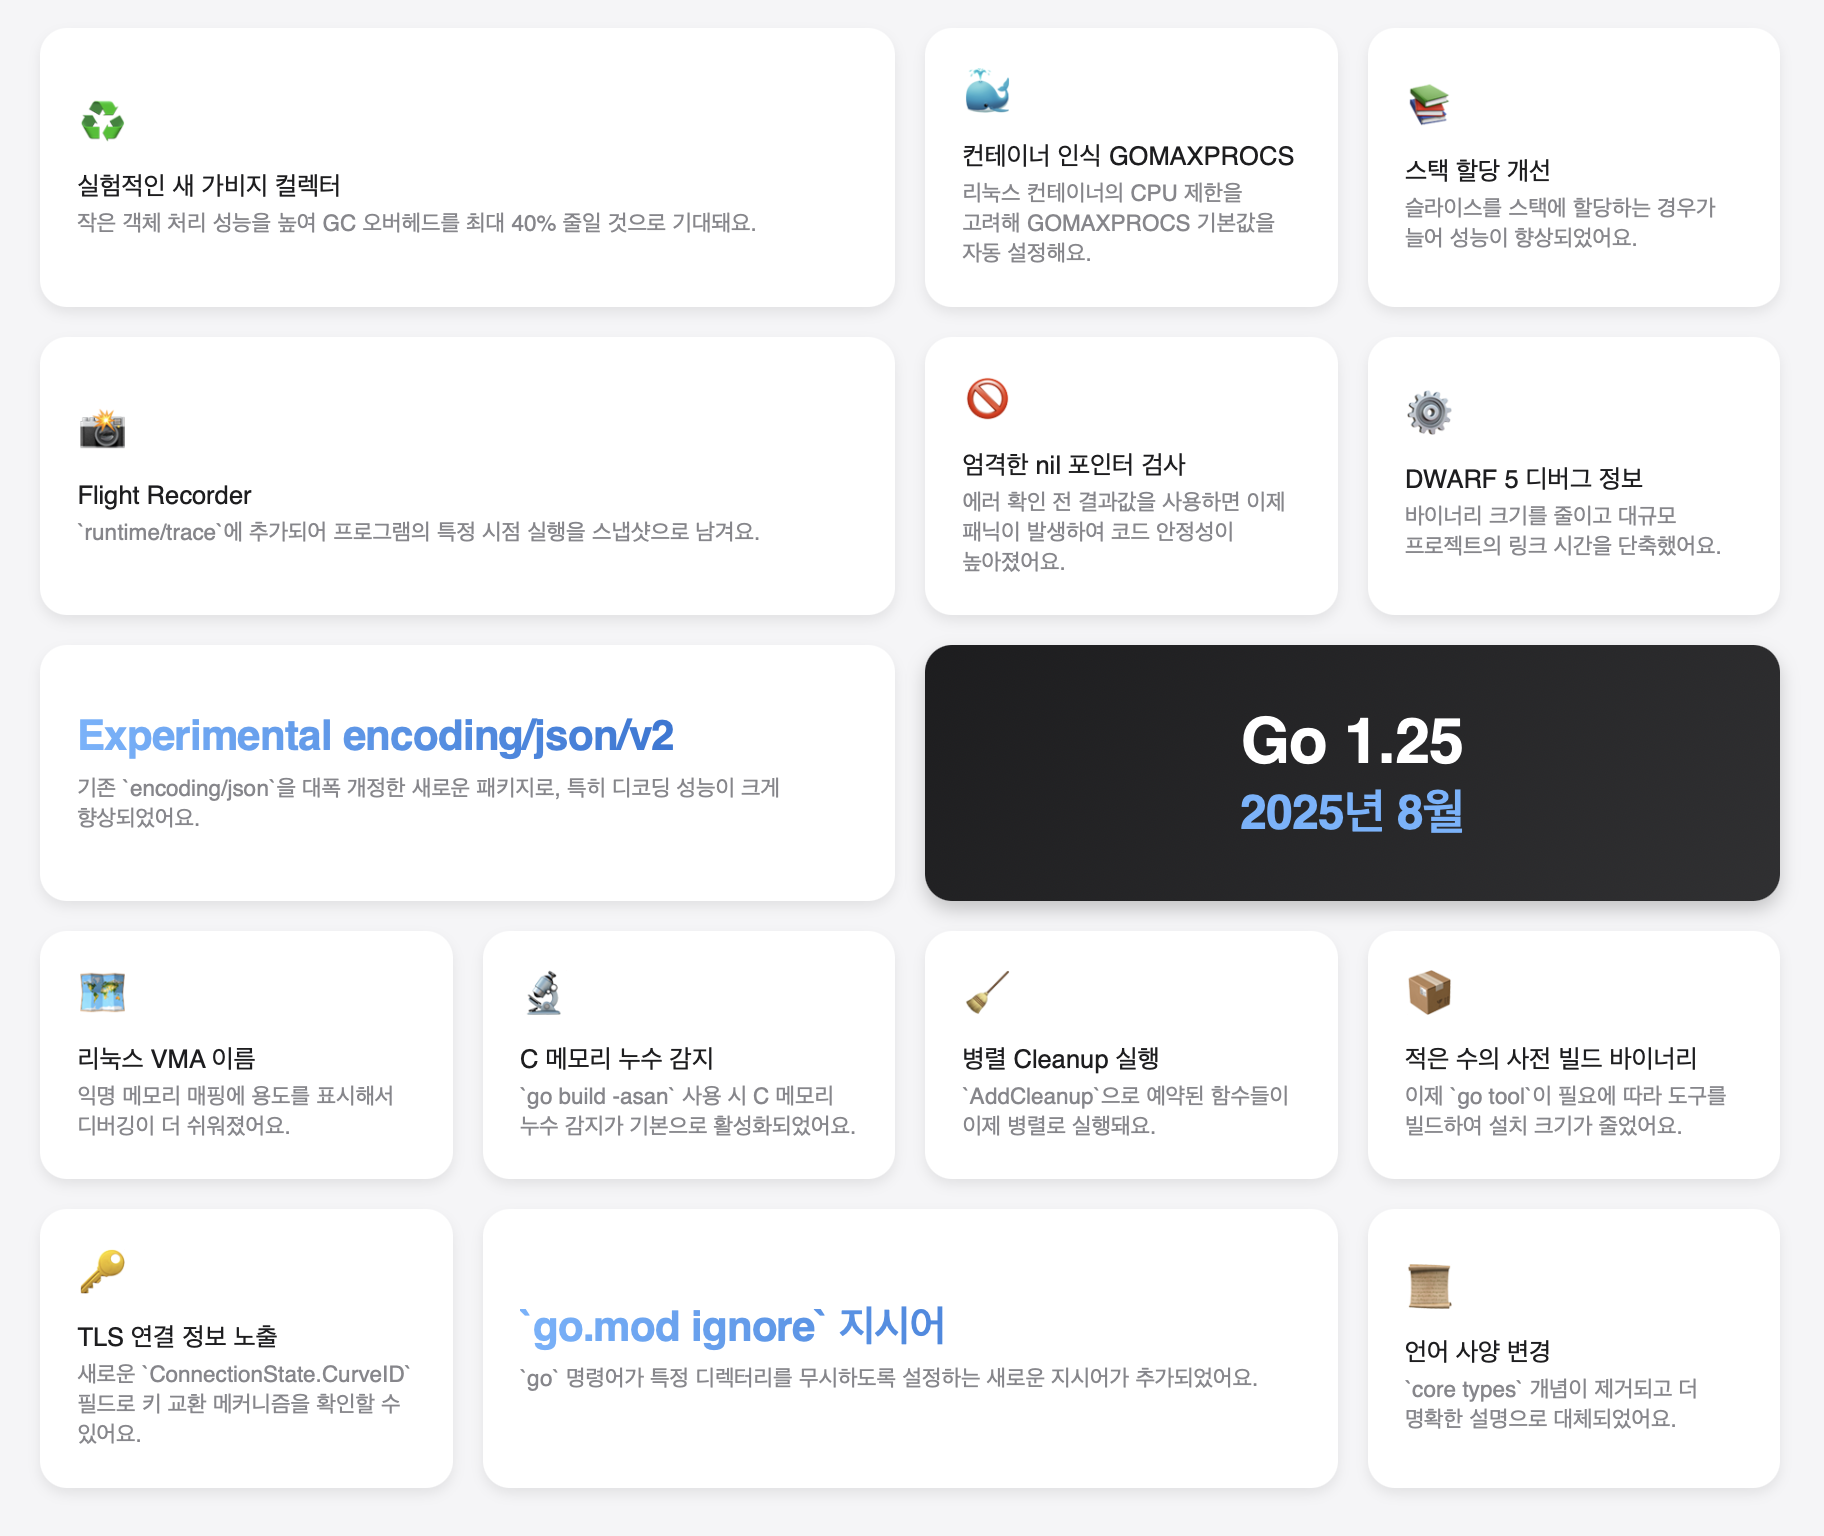 실험적인 새 가비지 컬렉터
작은 객체 처리 성능을 높여 GC 오버헤드를 최대 40% 줄일 것으로 기대돼요.
컨테이너 인식 GOMAXPROCS
리눅스 컨테이너의 CPU 제한을
고려해 GOMAXPROCS 기본값을
자동 설정해요.
스택 할당 개선
슬라이스를 스택에 할당하는 경우가
늘어 성능이 향상되었어요.
Flight Recorder
`runtime/trace`에 추가되어 프로그램의 특정 시점 실행을 스냅샷으로 남겨요.
엄격한 nil 포인터 검사
에러 확인 전 결과값을 사용하면 이제
패닉이 발생하여 코드 안정성이
높아졌어요.
DWARF 5 디버그 정보
바이너리 크기를 줄이고 대규모
프로젝트의 링크 시간을 단축했어요.
Experimental encoding/json/v2
기존 `encoding/json`을 대폭 개정한 새로운 패키지로, 특히 디코딩 성능이 크게
향상되었어요.
Go 1.25
2025년 8월
리눅스 VMA 이름
익명 메모리 매핑에 용도를 표시해서
디버깅이 더 쉬워졌어요.
C 메모리 누수 감지
`go build -asan` 사용 시 C 메모리
누수 감지가 기본으로 활성화되었어요.
병렬 Cleanup 실행
`AddCleanup`으로 예약된 함수들이
이제 병렬로 실행돼요.
적은 수의 사전 빌드 바이너리
이제 `go tool`이 필요에 따라 도구를
빌드하여 설치 크기가 줄었어요.
TLS 연결 정보 노출
새로운 `ConnectionState.CurveID`
필드로 키 교환 메커니즘을 확인할 수
있어요.
`go.mod ignore` 지시어
`go` 명령어가 특정 디렉터리를 무시하도록 설정하는 새로운 지시어가 추가되었어요.
언어 사양 변경
`core types` 개념이 제거되고 더
명확한 설명으로 대체되었어요.